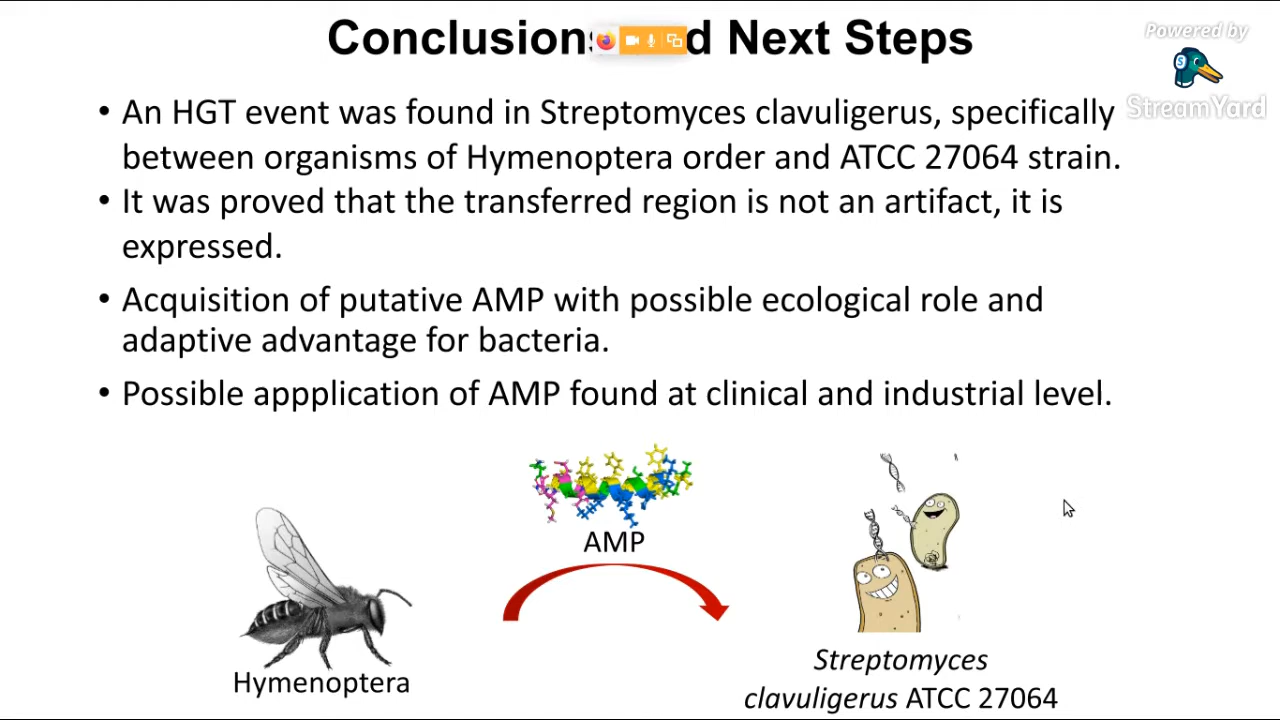 Conclusions d Next Steps
Powered by
StreamYard
• An HGT event was found in Streptomyces clavuligerus, specifically
between organisms of Hymenoptera order and ATCC 27064 strain.
• It was proved that the transferred region is not an artifact, it is
expressed.
• Acquisition of putative AMP with possible ecological role and
adaptive advantage for bacteria.
• Possible appplication of AMP found at clinical and industrial level.
AMP
Hymenoptera
Streptomyces
clavuligerus ATCC 27064